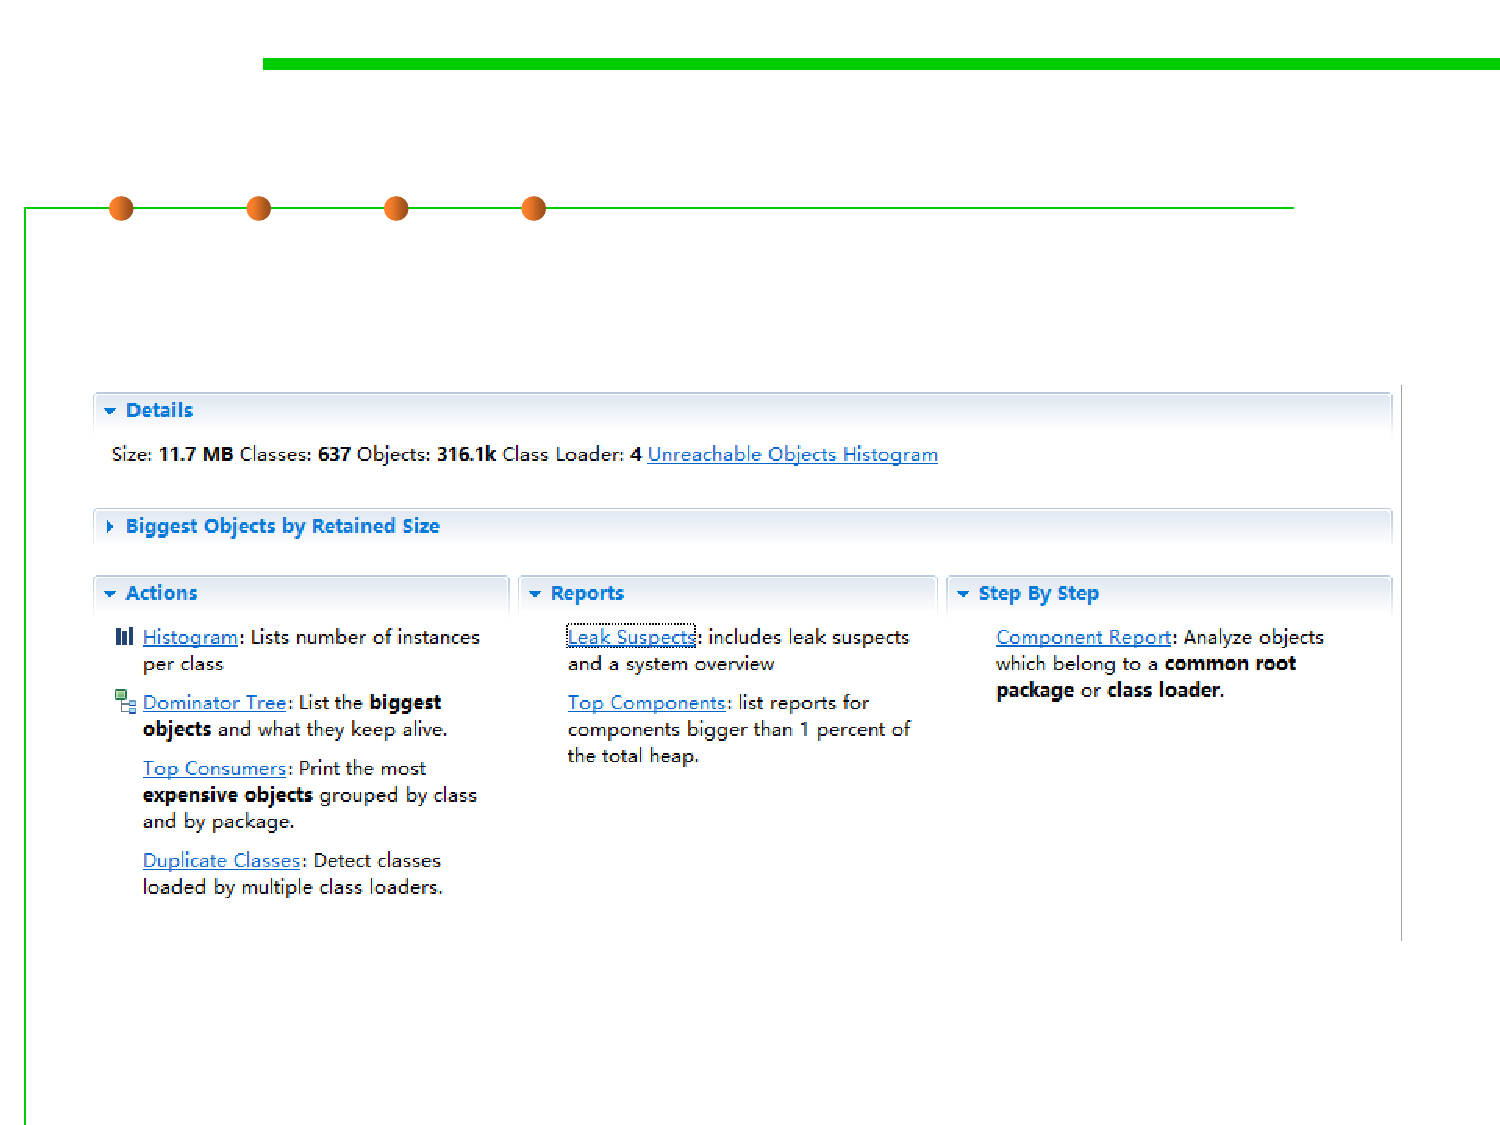 Details
Size: 11.7 MB Classes: 637 Objects: 316.1k Class Loader: 4 Unreachable Objects Histogram
Biggest Objects by Retained Size
Actions
Histogram: Lists number of instances
per class
Dominator Tree: List the biggest
objects and what they keep alive.
Top Consumers: Print the most
expensive objects grouped by class
and by package.
Duplicate Classes: Detect classes
loaded by multiple class loaders.
Reports
Leak Suspects: includes leak suspects
and a system overview
Top Components: list reports for
components bigger than 1 percent of
the total heap.
Step By Step
Component Report: Analyze objects
which belong to a common root
package or class loader.